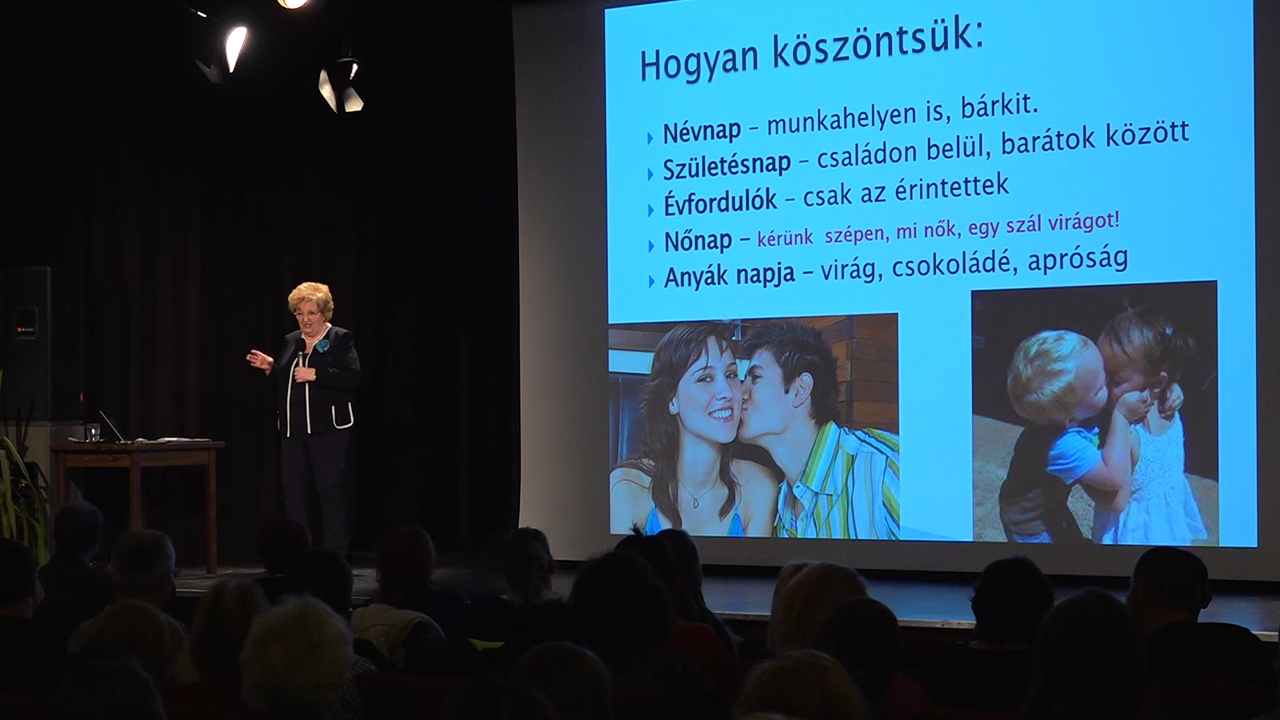 Hogyan köszöntsük:
Névnap – munkahelyen is, bárkit.
Születésnap – családon belül, barátok között
Évfordulók – csak az érintettek
Nőnap – kérünk szépen, mi nők, egy szál virágot!
Anyák napja – virág, csokoládé, apróság